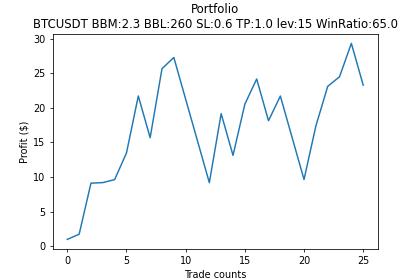 Portfolio
BTCUSDT BBM:2.3 BBL:260 SL:0.6 TP:1.0 lev:15 WinRatio:65.0
30
25
20
15
10
5
0
Profit ($)
0 5 10 15 20 25
Trade counts